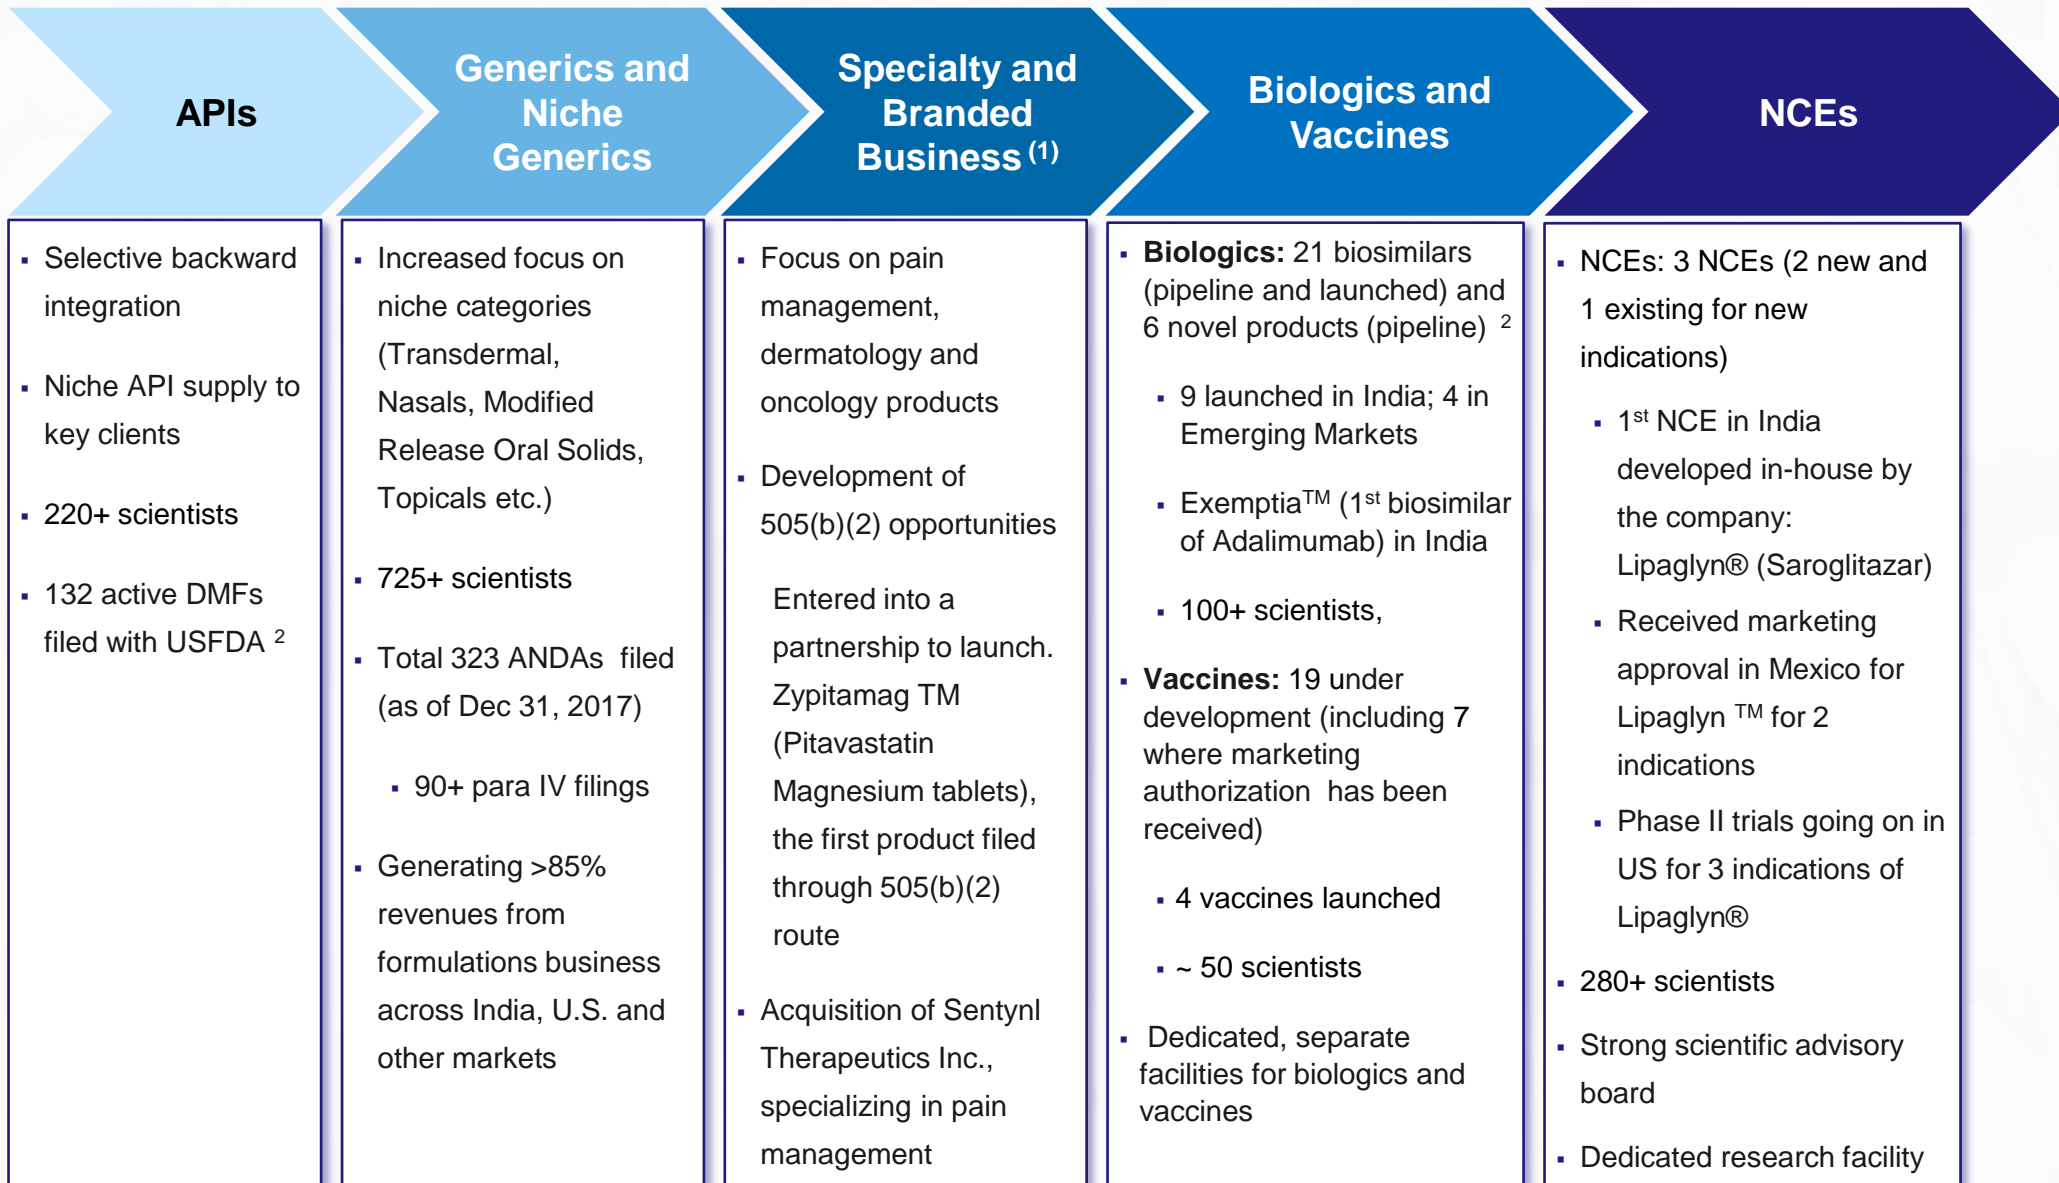 APIs
Generics and
Niche
Generics
Specialty and
Branded
Business (1)
Biologics and
Vaccines
NCEs
▪ Selective backward
integration
▪ Niche API supply to
key clients
▪ 220+ scientists
▪ 132 active DMFs
filed with USFDA 2
▪ Increased focus on
niche categories
(Transdermal,
Nasals, Modified
Release Oral Solids,
Topicals etc.)
▪ 725+ scientists
▪ Total 323 ANDAs filed
(as of Dec 31, 2017)
▪ 90+ para IV filings
▪ Generating >85%
revenues from
formulations business
across India, U.S. and
other markets
▪ Focus on pain
management,
dermatology and
oncology products
▪ Development of
505(b)(2) opportunities
Entered into a
partnership to launch.
Zypitamag TM
(Pitavastatin
Magnesium tablets),
the first product filed
through 505(b)(2)
route
▪ Acquisition of Sentynl
Therapeutics Inc.,
specializing in pain
management
▪ Biologics: 21 biosimilars
(pipeline and launched) and
6 novel products (pipeline) 2
▪ 9 launched in India; 4 in
Emerging Markets
▪ Exemptia™ (1st biosimilar
of Adalimumab) in India
▪ 100+ scientists,
▪ Vaccines: 19 under
development (including 7
where marketing
authorization has been
received)
▪ 4 vaccines launched
▪ ~ 50 scientists
▪ Dedicated, separate
facilities for biologics and
vaccines
▪ NCEs: 3 NCEs (2 new and
1 existing for new
indications)
▪ 1st NCE in India
developed in-house by
the company:
Lipaglyn® (Saroglitazar)
▪ Received marketing
approval in Mexico for
Lipaglyn ™ for 2
indications
▪ Phase II trials going on in
US for 3 indications of
Lipaglyn®
▪ 280+ scientists
▪ Strong scientific advisory
board
▪ Dedicated research facility